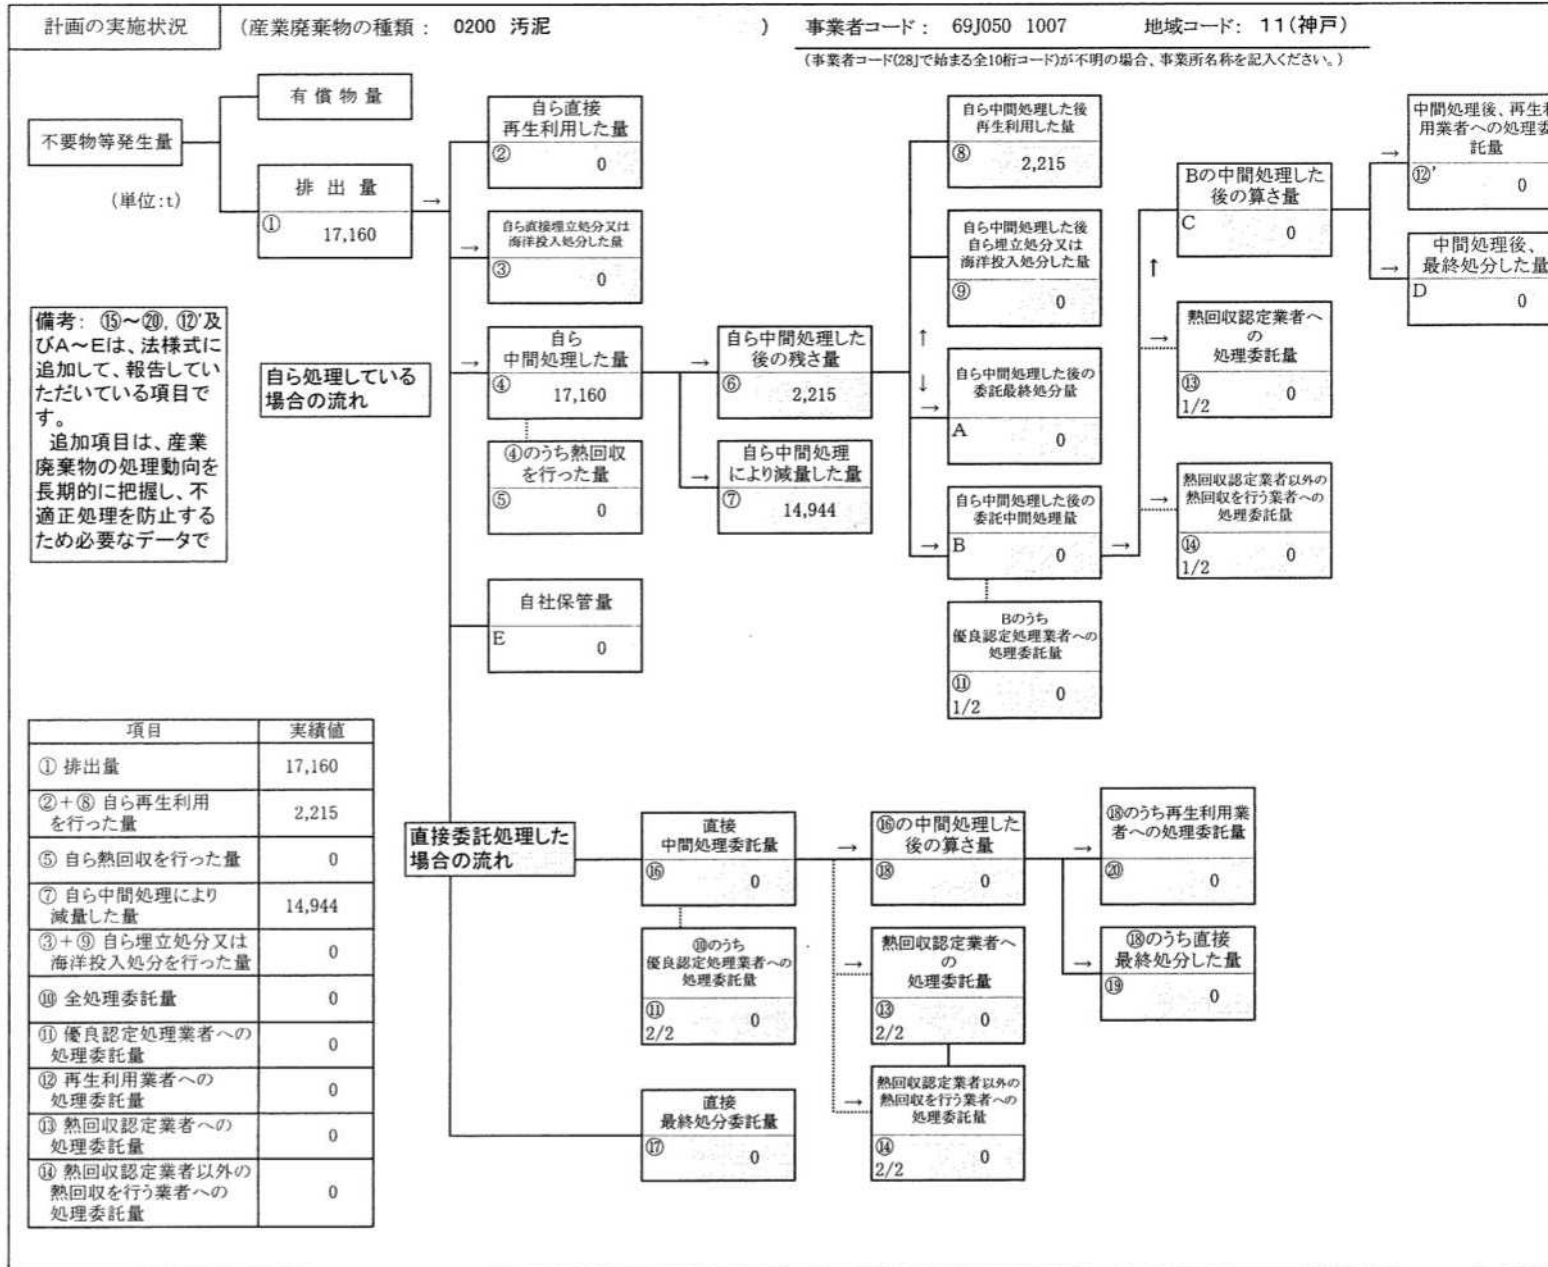 計画の実施状況
(産業廃棄物の種類: 0200 汚泥 )
事業者コード: 69J050 1007 地域コード: 11(神戸)
(事業者コード(28」で始まる全10桁コード)が不明の場合、事業所名称を記入ください。)
不要物等発生量
(単位:t)
有償物量
排出量
① 17,160
→
自ら直接
再生利用した量
② 0
→
自ら直接埋立処分又は
海洋投入処分した量
③ 0
→
自ら
中間処理した量
④ 17,160
④のうち熱回収
を行った量
⑤ 0
自社保管量
E 0
→
自ら中間処理した
後の残さ量
⑥ 2,215
→
自ら中間処理
により減量した量
⑦ 14,944
自ら中間処理した後
再生利用した量
⑧ 2,215
自ら中間処理した後
自ら埋立処分又は
海洋投入処分した量
⑨ 0
↑
↓
→
自ら中間処理した後の
委託最終処分量
A 0
→
自ら中間処理した後の
委託中間処理量
B 0
Bのうち
優良認定処理業者への
処理委託量
⑪ 0
1/2
→
↑
Bの中間処理した
後の算さ量
C 0
→
熱回収認定業者へ
の
処理委託量
⑬ 0
1/2
→
熱回収認定業者以外の
熱回収を行う業者への
処理委託量
⑭ 0
1/2
→
中間処理後、再生利
用業者への処理委
託量
⑫' 0
→
中間処理後、
最終処分した量
D 0
備考: ⑮~⑳, ⑫'及
びA~Eは、法様式に
追加して、報告してい
ただいている項目で
す。
追加項目は、産業
廃棄物の処理動向を
長期的に把握し、不
適正処理を防止する
ため必要なデータで
自ら処理している
場合の流れ
項目 実績値
① 排出量 17,160
②+⑧ 自ら再生利用
を行った量 2,215
⑤ 自ら熱回収を行った量 0
⑦ 自ら中間処理により
減量した量 14,944
③+⑨ 自ら埋立処分又は
海洋投入処分を行った量 0
⑩ 全処理委託量 0
⑪ 優良認定処理業者への
処理委託量 0
⑫ 再生利用業者への
処理委託量 0
⑬ 熱回収認定業者への
処理委託量 0
⑭ 熱回収認定業者以外の
熱回収を行う業者への
処理委託量 0
直接委託処理した
場合の流れ
直接
中間処理委託量
⑯ 0
⑩のうち
優良認定処理業者への
処理委託量
⑪ 0
2/2
直接
最終処分委託量
⑰ 0
→
⑯の中間処理した
後の算さ量
⑱ 0
→
熱回収認定業者へ
の
処理委託量
⑬ 0
2/2
→
熱回収認定業者以外の
熱回収を行う業者への
処理委託量
⑭ 0
2/2
→
⑱のうち再生利用業
者への処理委託量
⑳ 0
→
⑱のうち直接
最終処分した量
⑲ 0